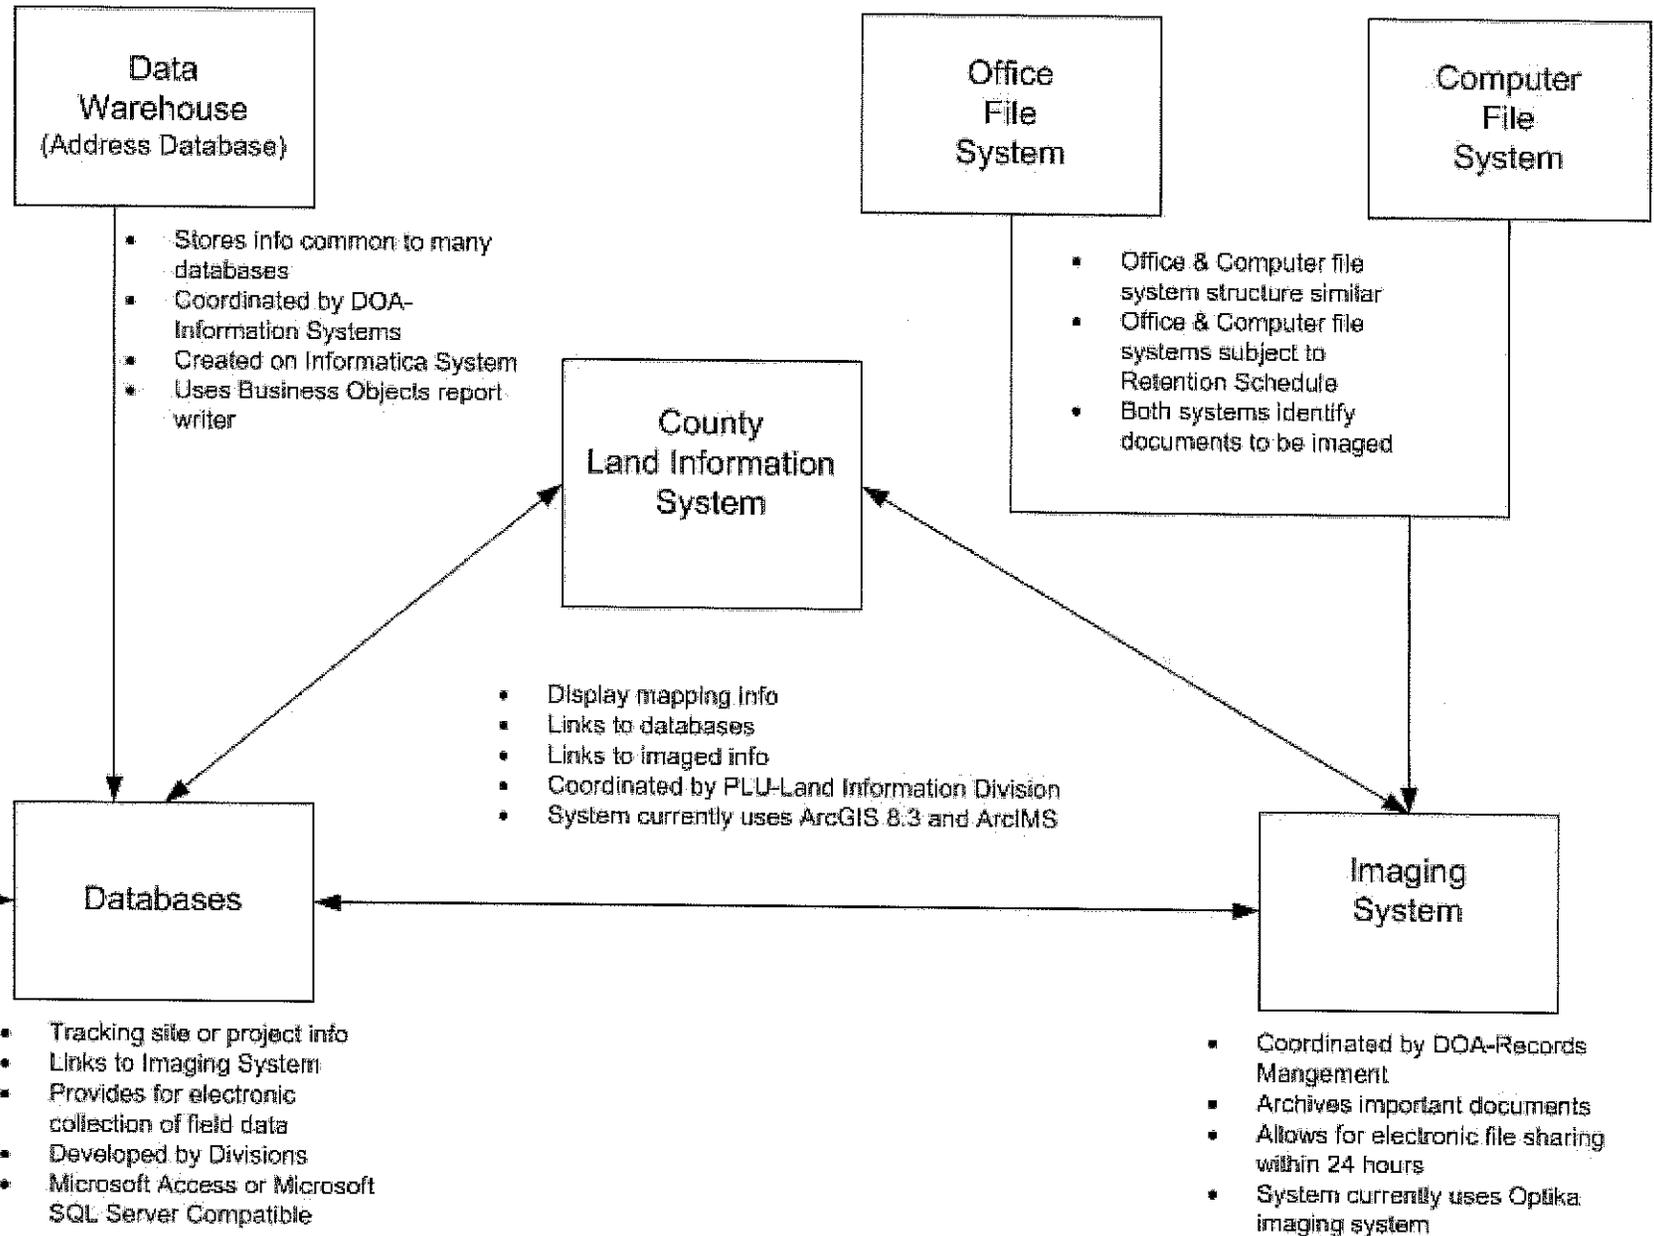 Data
Warehouse
(Address Database)
Office
File
System
Computer
File
System
• Stores info common to many
databases
• Coordinated by DOA-
Information Systems
• Created on Informatica System
• Uses Business Objects report
writer
• Office & Computer file
system structure similar
• Office & Computer file
systems subject to
Retention Schedule
• Both systems identify
documents to be imaged
County
Land Information
System
• Display mapping info
• Links to databases
• Links to imaged info
• Coordinated by PLU-Land Information Division
• System currently uses ArcGIS 8.3 and ArcIMS
Databases
Imaging
System
• Tracking site or project info
• Links to Imaging System
• Provides for electronic
collection of field data
• Developed by Divisions
• Microsoft Access or Microsoft
SQL Server Compatible
• Coordinated by DOA-Records
Mangement
• Archives important documents
• Allows for electronic file sharing
within 24 hours
• System currently uses Optika
imaging system